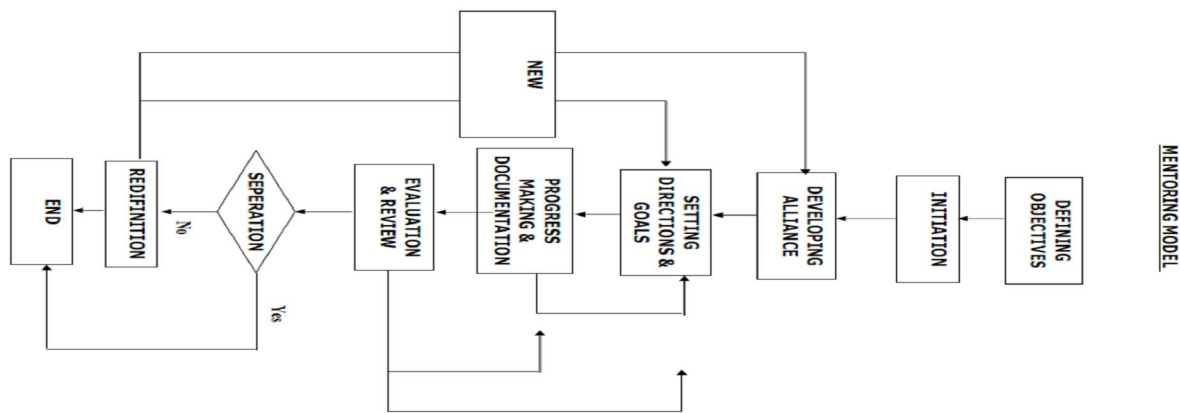 MENTORING MODEL
DEFINING
OBJECTIVES
INITIATION
DEVELOPING
ALLIANCE
SETTING
DIRECTIONS &
GOALS
NEW
PROGRESS
MAKING &
DOCUMENTATION
EVALUATION
& REVIEW
SEPERATION
Yes
No
REDIFINITION
END